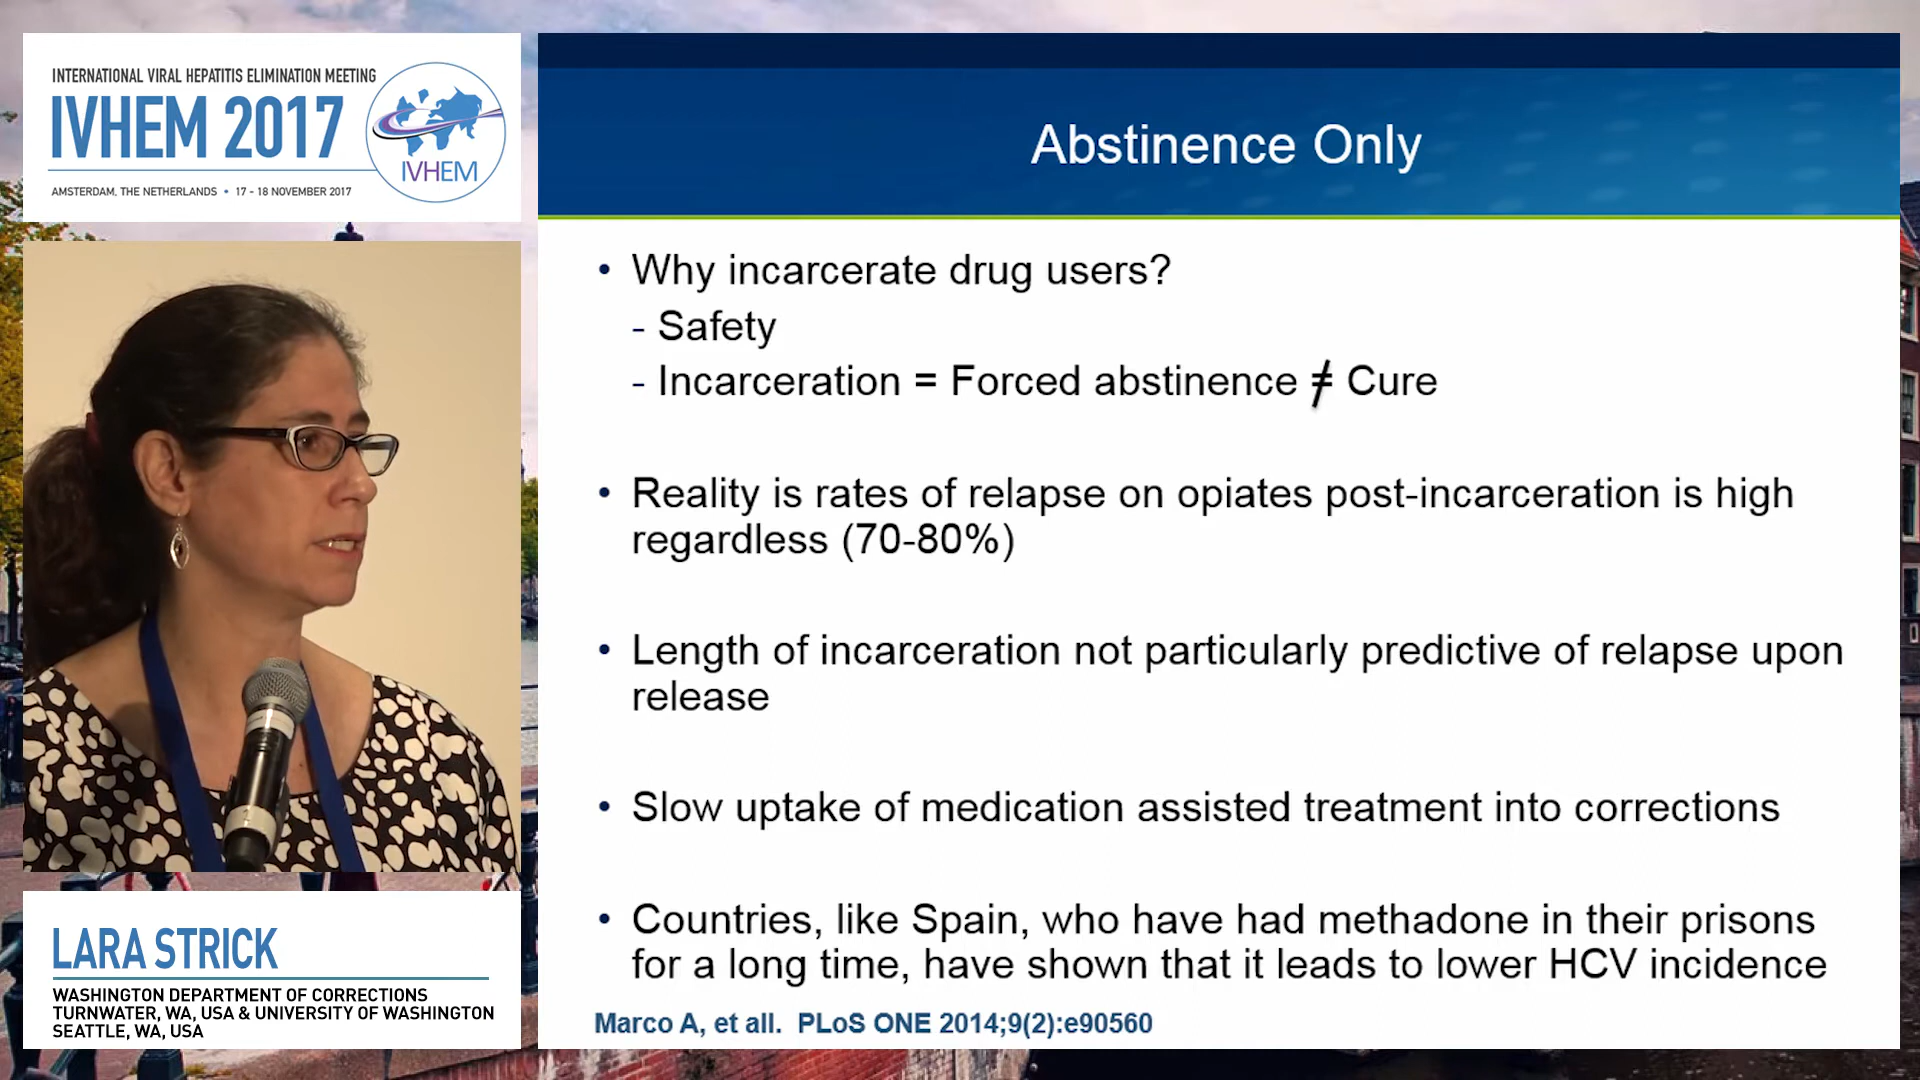 INTERNATIONAL VIRAL HEPATITIS ELIMINATION MEETING
IVHEM 2017
IVHEM
AMSTERDAM, THE NETHERLANDS • 17 - 18 NOVEMBER 2017
LARA STRICK
WASHINGTON DEPARTMENT OF CORRECTIONS
TURNWATER, WA, USA & UNIVERSITY OF WASHINGTON
SEATTLE, WA, USA
Abstinence Only
• Why incarcerate drug users?
- Safety
- Incarceration = Forced abstinence ≠ Cure
• Reality is rates of relapse on opiates post-incarceration is high
regardless (70-80%)
• Length of incarceration not particularly predictive of relapse upon
release
• Slow uptake of medication assisted treatment into corrections
• Countries, like Spain, who have had methadone in their prisons
for a long time, have shown that it leads to lower HCV incidence
Marco A, et all. PLoS ONE 2014;9(2):e90560